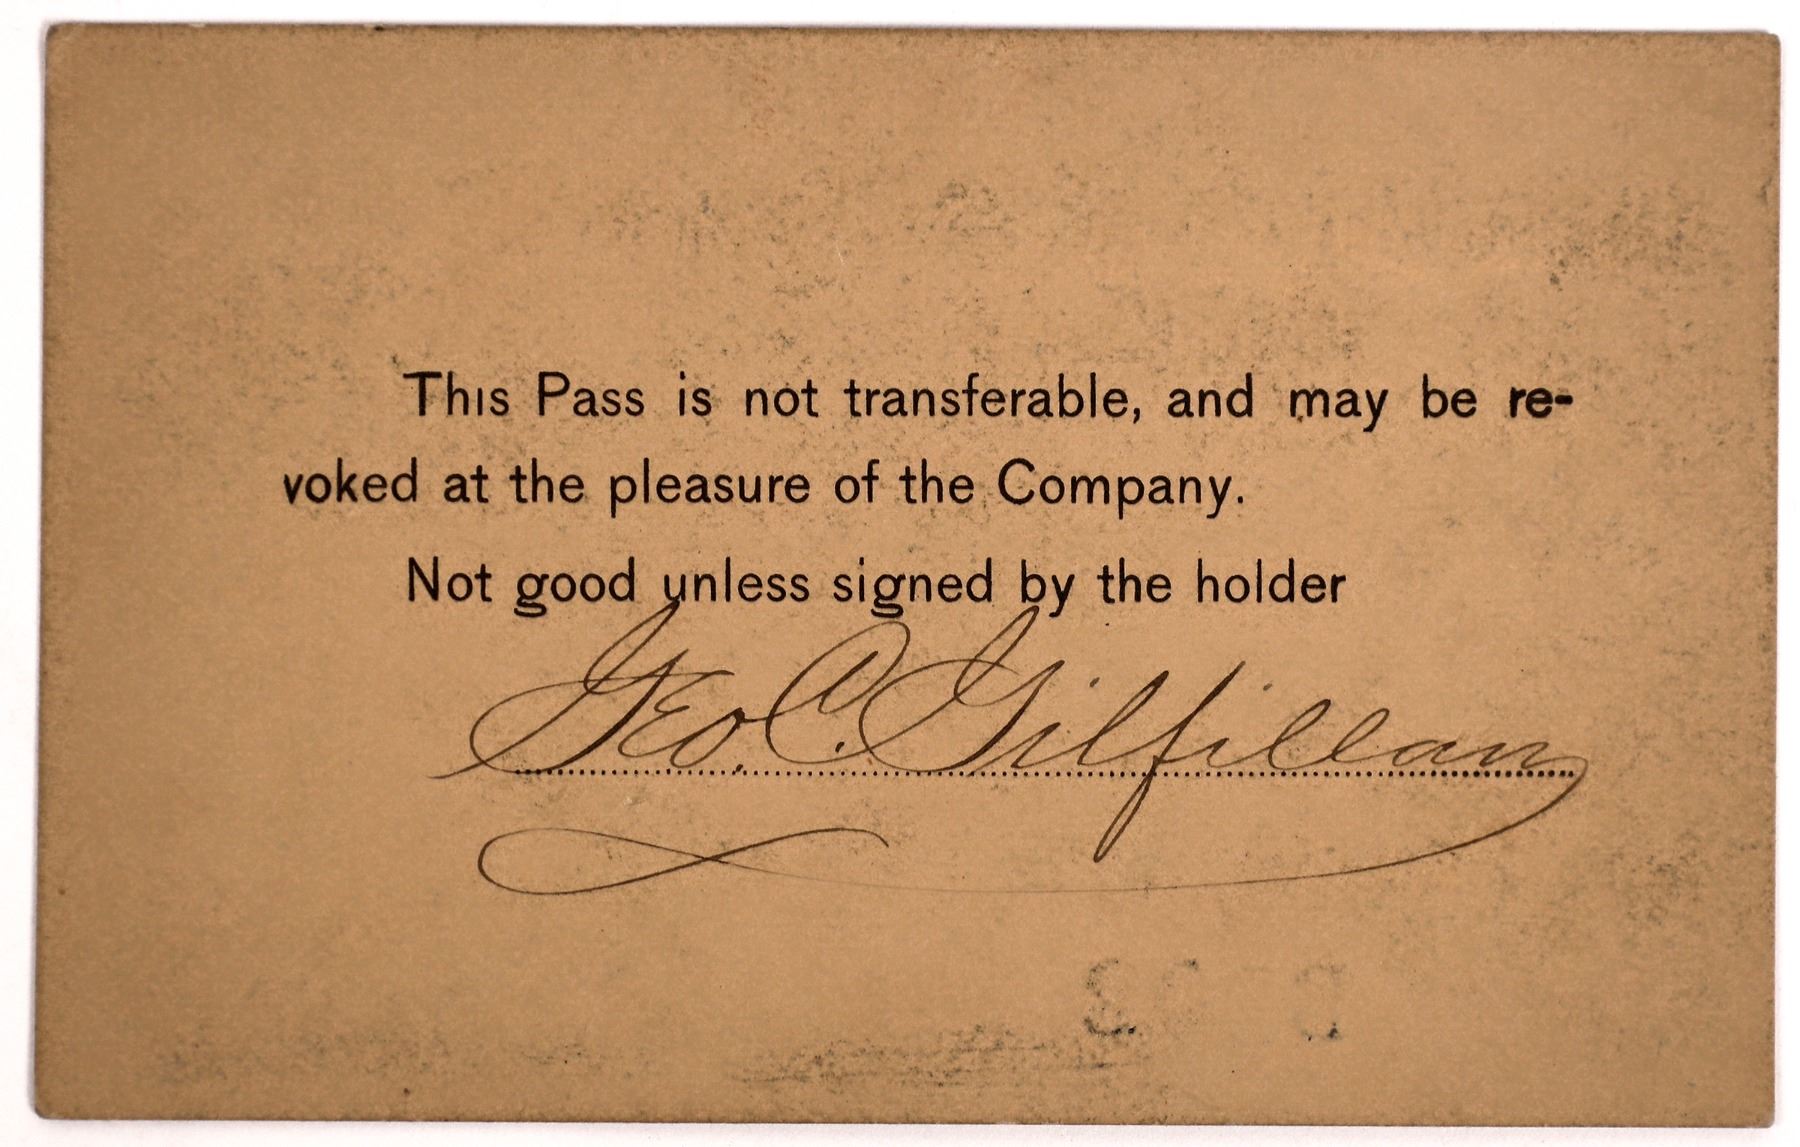 This Pass is not transferable, and may be re-
voked at the pleasure of the Company.
Not good unless signed by the holder
Geo. C. Gilfillan